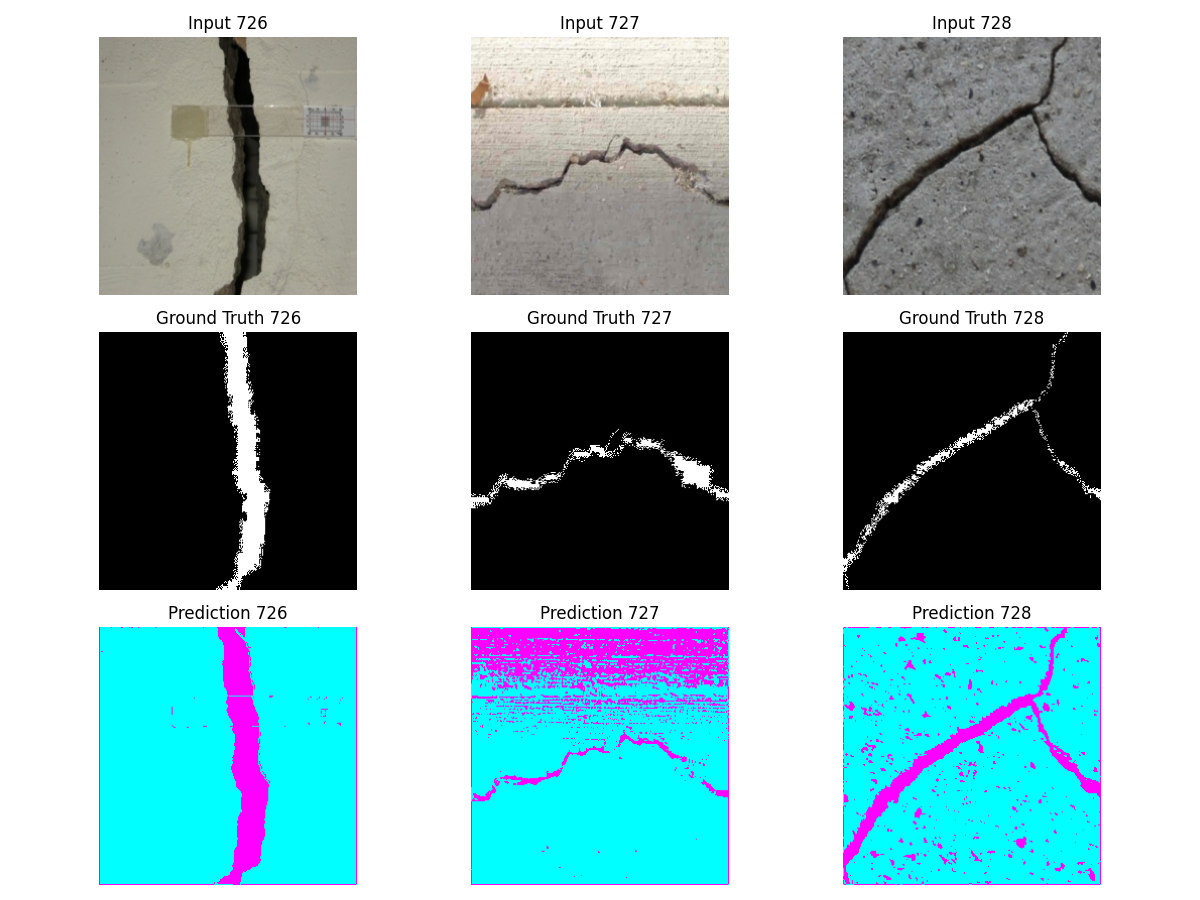 Input 726
Input 727
Input 728
Ground Truth 726
Ground Truth 727
Ground Truth 728
Prediction 726
Prediction 727
Prediction 728